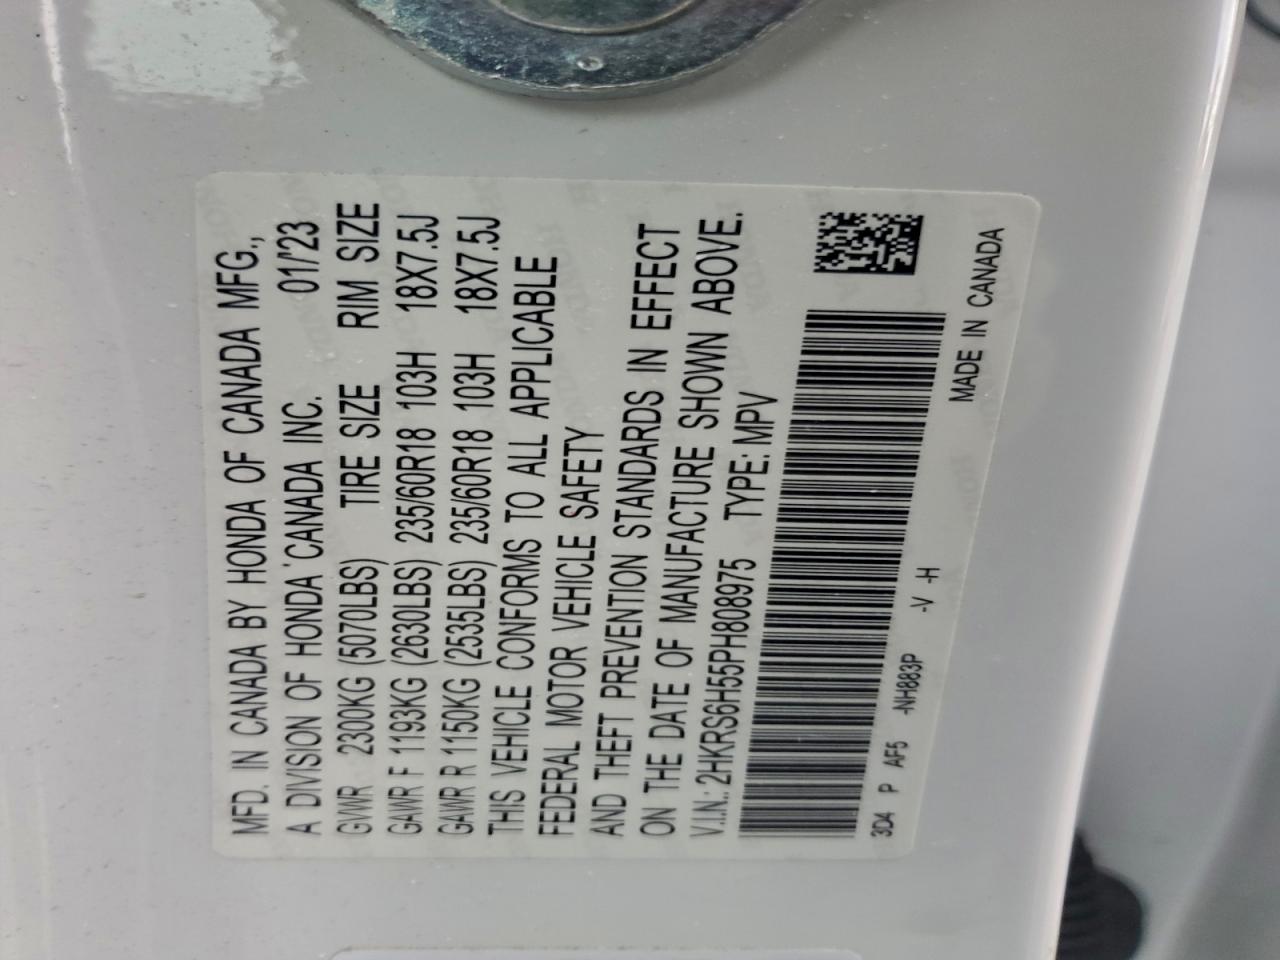 MFD. IN CANADA BY HONDA OF CANADA MFG.,
A DIVISION OF HONDA CANADA INC. 01/'23
GVWR 2300KG (5070LBS) TIRE SIZE RIM SIZE
GAWR F 1193KG (2630LBS) 235/60R18 103H 18X7.5J
GAWR R 1150KG (2535LBS) 235/60R18 103H 18X7.5J
THIS VEHICLE CONFORMS TO ALL APPLICABLE
FEDERAL MOTOR VEHICLE SAFETY
AND THEFT PREVENTION STANDARDS IN EFFECT
ON THE DATE OF MANUFACTURE SHOWN ABOVE.
V.I.N.: 2HKRS6H55PH808975 TYPE: MPV
3D4 P AF5 -NH883P -V -H
MADE IN CANADA